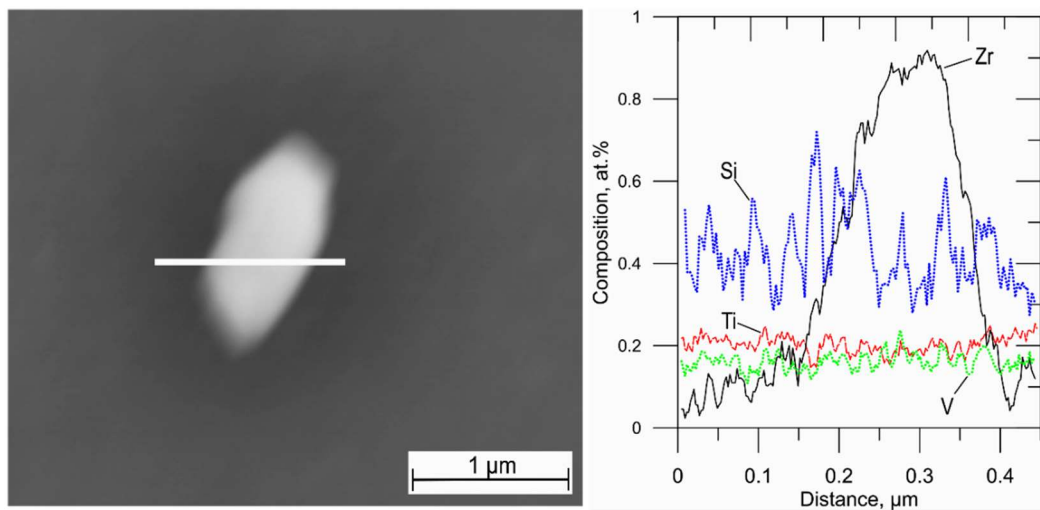 1 µm
Composition, at.%
1
0.8
0.6
0.4
0.2
0
Zr
Si
Ti
V
0 0.1 0.2 0.3 0.4
Distance, µm